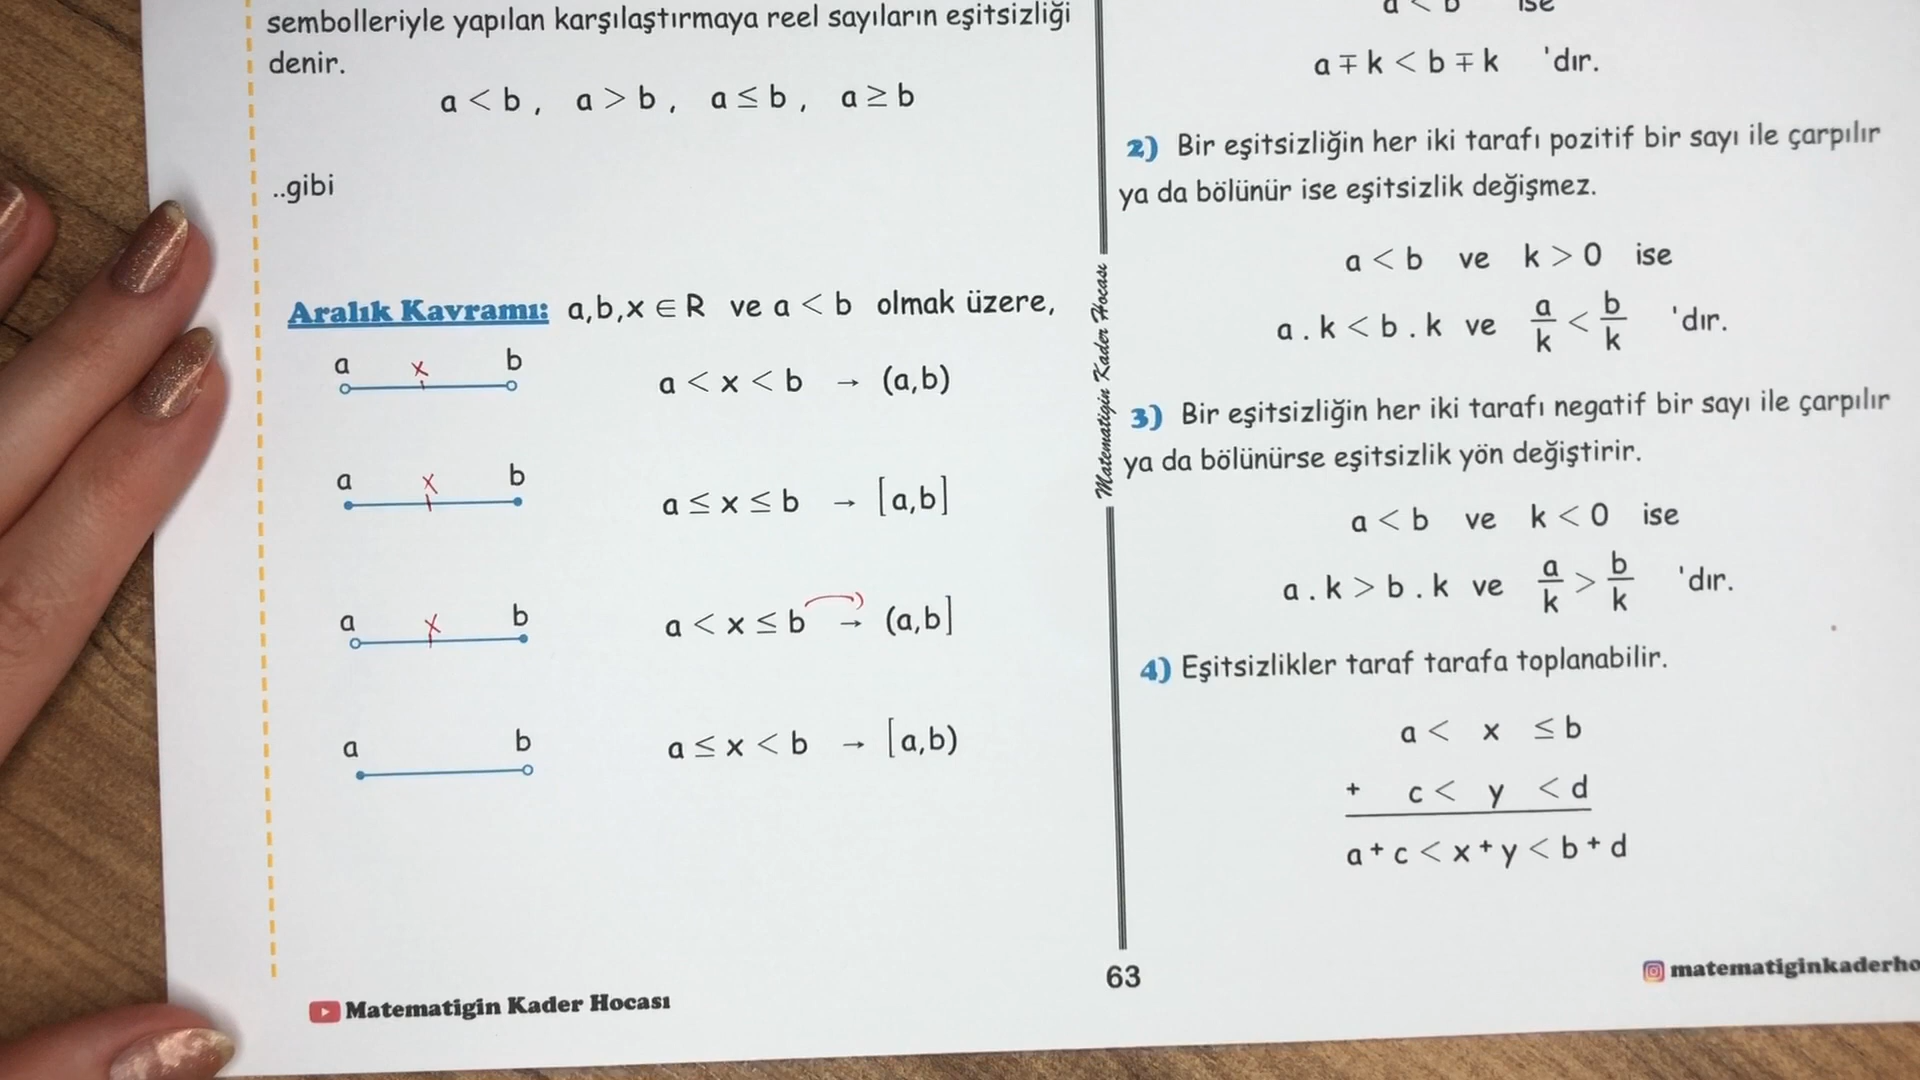 sembolleriyle yapılan karşılaştırmaya reel sayıların eşitsizliği
denir.
a < b , a > b , a ≤ b , a ≥ b
..gibi
Aralık Kavramı: a,b,x ∈ R ve a < b olmak üzere,
a x b a < x < b → (a,b)
a x b a ≤ x ≤ b → [a,b]
a x b a < x ≤ b → (a,b]
a b a ≤ x < b → [a,b)
Matematigin Kader Hocası
Matematigin Kader Hocası
a < b ise
a ∓ k < b ∓ k 'dır.
2) Bir eşitsizliğin her iki tarafı pozitif bir sayı ile çarpılır
ya da bölünür ise eşitsizlik değişmez.
a < b ve k > 0 ise
a . k < b . k ve a/k < b/k 'dır.
3) Bir eşitsizliğin her iki tarafı negatif bir sayı ile çarpılır
ya da bölünürse eşitsizlik yön değiştirir.
a < b ve k < 0 ise
a . k > b . k ve a/k > b/k 'dır.
4) Eşitsizlikler taraf tarafa toplanabilir.
a < x ≤ b
+ c < y < d
a + c < x + y < b + d
63
matematiginkaderho